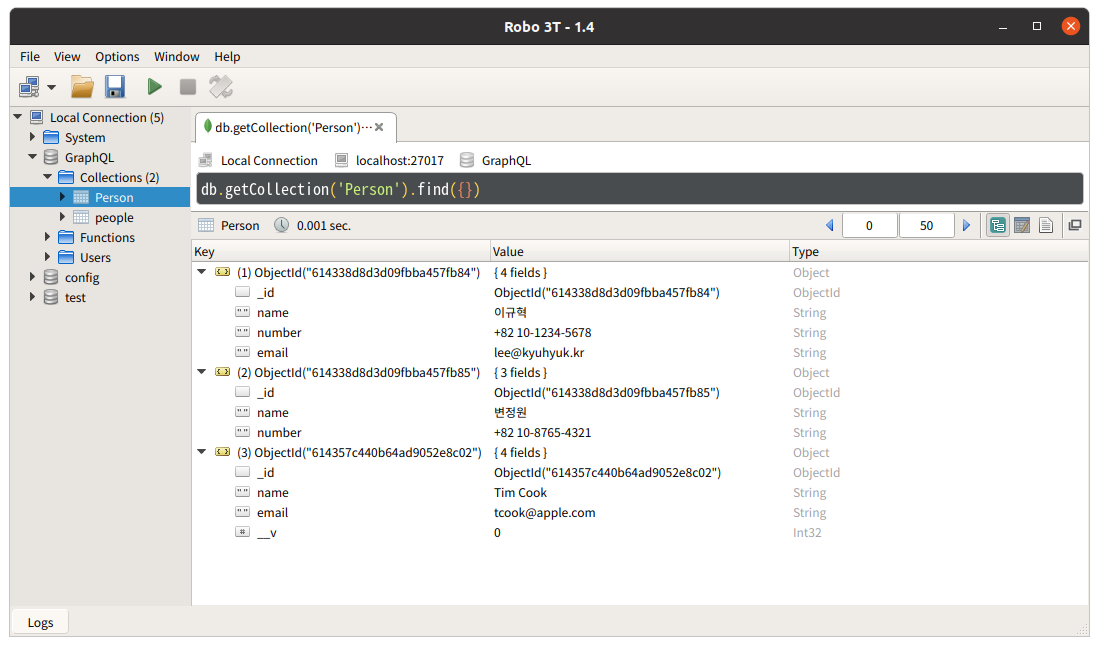 Robo 3T - 1.4
File View Options Window Help
Local Connection (5)
System
GraphQL
Collections (2)
Person
people
Functions
Users
config
test
db.getCollection('Person')⋯
Local Connection localhost:27017 GraphQL
db.getCollection('Person').find({})
Person 0.001 sec. 0 50
Key Value Type
(1) ObjectId("614338d8d3d09fbba457fb84") { 4 fields } Object
_id ObjectId("614338d8d3d09fbba457fb84") ObjectId
name 이규혁 String
number +82 10-1234-5678 String
email lee@kyuhyuk.kr String
(2) ObjectId("614338d8d3d09fbba457fb85") { 3 fields } Object
_id ObjectId("614338d8d3d09fbba457fb85") ObjectId
name 변정원 String
number +82 10-8765-4321 String
(3) ObjectId("614357c440b64ad9052e8c02") { 4 fields } Object
_id ObjectId("614357c440b64ad9052e8c02") ObjectId
name Tim Cook String
email tcook@apple.com String
__v 0 Int32
Logs